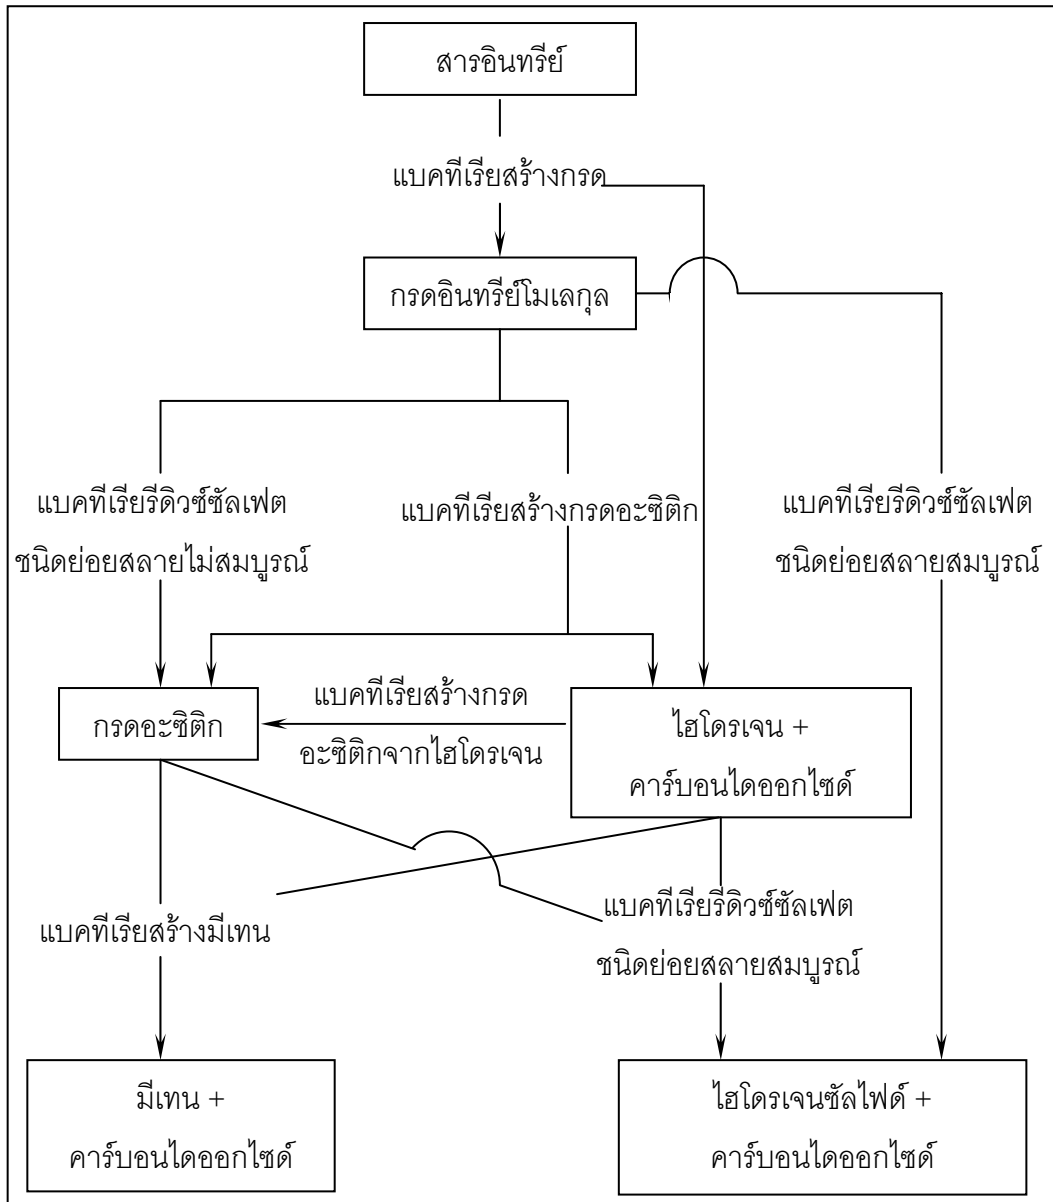 สารอินทรีย์
แบคทีเรียสร้างกรด
กรดอินทรีย์โมเลกุล
แบคทีเรียรีดิวซ์ซัลเฟต
ชนิดย่อยสลายไม่สมบูรณ์
แบคทีเรียสร้างกรดอะซิติก
แบคทีเรียรีดิวซ์ซัลเฟต
ชนิดย่อยสลายสมบูรณ์
กรดอะซิติก
แบคทีเรียสร้างกรด
อะซิติกจากไฮโดรเจน
ไฮโดรเจน +
คาร์บอนไดออกไซด์
แบคทีเรียสร้างมีเทน
แบคทีเรียรีดิวซ์ซัลเฟต
ชนิดย่อยสลายสมบูรณ์
มีเทน +
คาร์บอนไดออกไซด์
ไฮโดรเจนซัลไฟด์ +
คาร์บอนไดออกไซด์